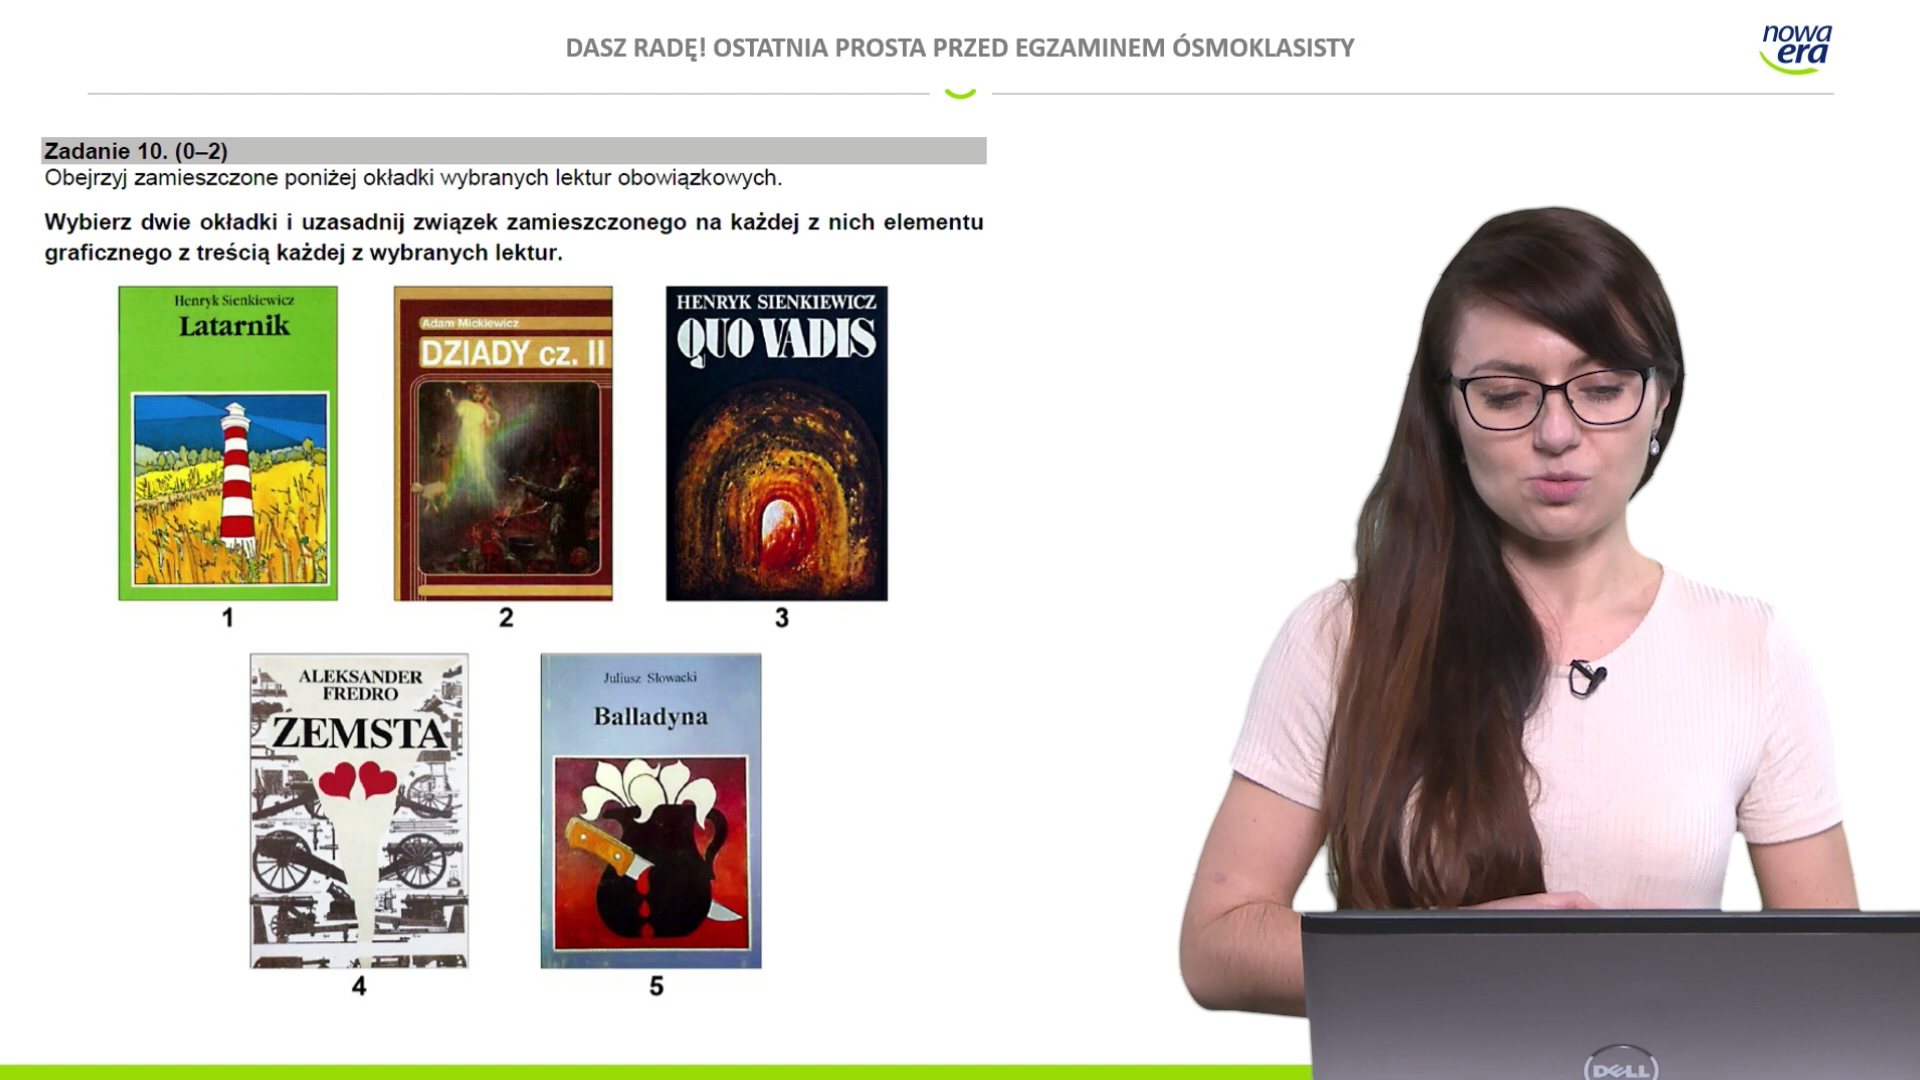 DASZ RADĘ! OSTATNIA PROSTA PRZED EGZAMINEM ÓSMOKLASISTY
nowa
era
Zadanie 10. (0–2)
Obejrzyj zamieszczone poniżej okładki wybranych lektur obowiązkowych.
Wybierz dwie okładki i uzasadnij związek zamieszczonego na każdej z nich elementu
graficznego z treścią każdej z wybranych lektur.
Henryk Sienkiewicz
Latarnik
Adam Mickiewicz
DZIADY cz. II
HENRYK SIENKIEWICZ
QUO VADIS
1
2
3
ALEKSANDER
FREDRO
ZEMSTA
Juliusz Słowacki
Balladyna
4
5
DELL